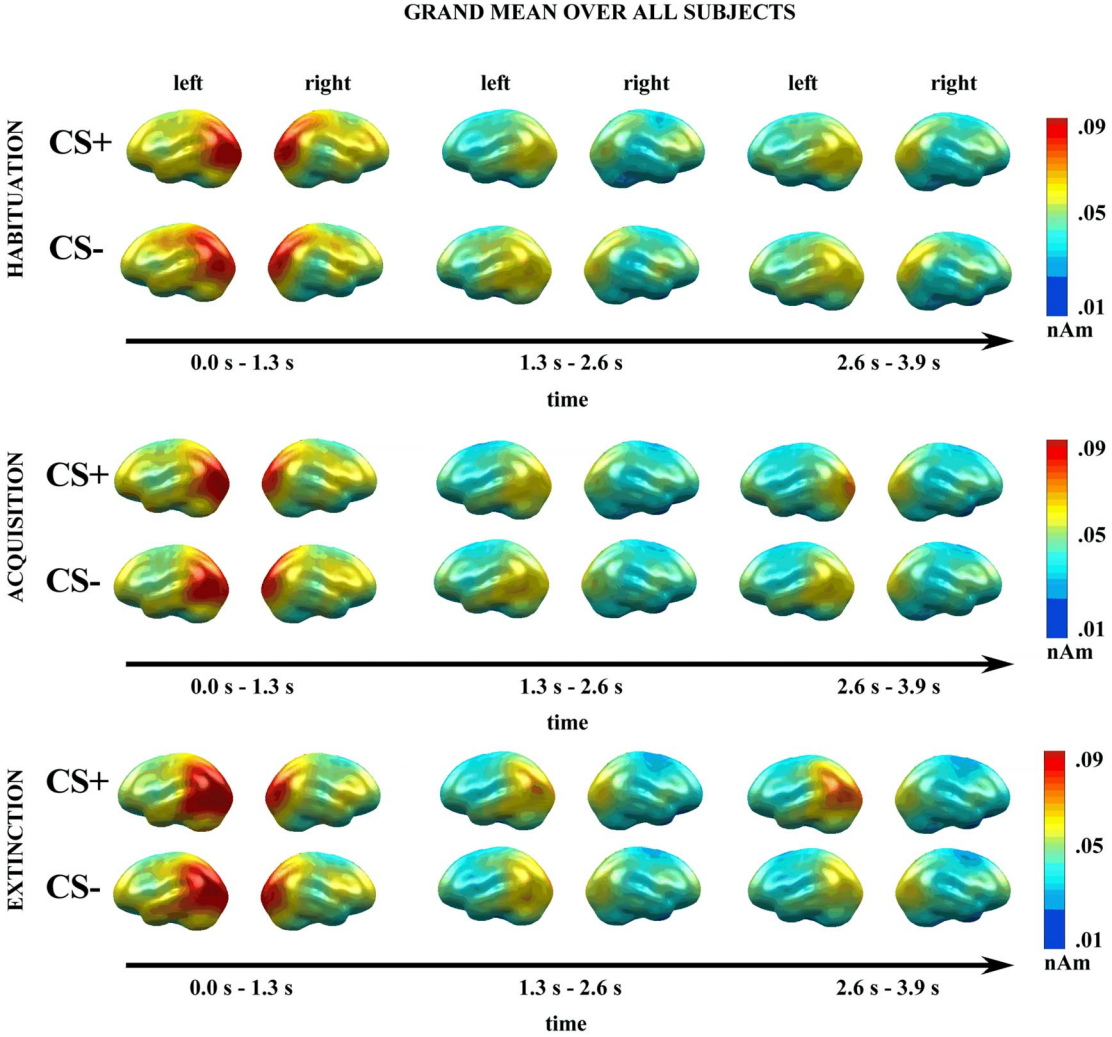 GRAND MEAN OVER ALL SUBJECTS
left right left right left right
HABITUATION
CS+
CS-
.09
.05
.01
nAm
0.0 s - 1.3 s 1.3 s - 2.6 s 2.6 s - 3.9 s
time
ACQUISITION
CS+
CS-
.09
.05
.01
nAm
0.0 s - 1.3 s 1.3 s - 2.6 s 2.6 s - 3.9 s
time
EXTINCTION
CS+
CS-
.09
.05
.01
nAm
0.0 s - 1.3 s 1.3 s - 2.6 s 2.6 s - 3.9 s
time